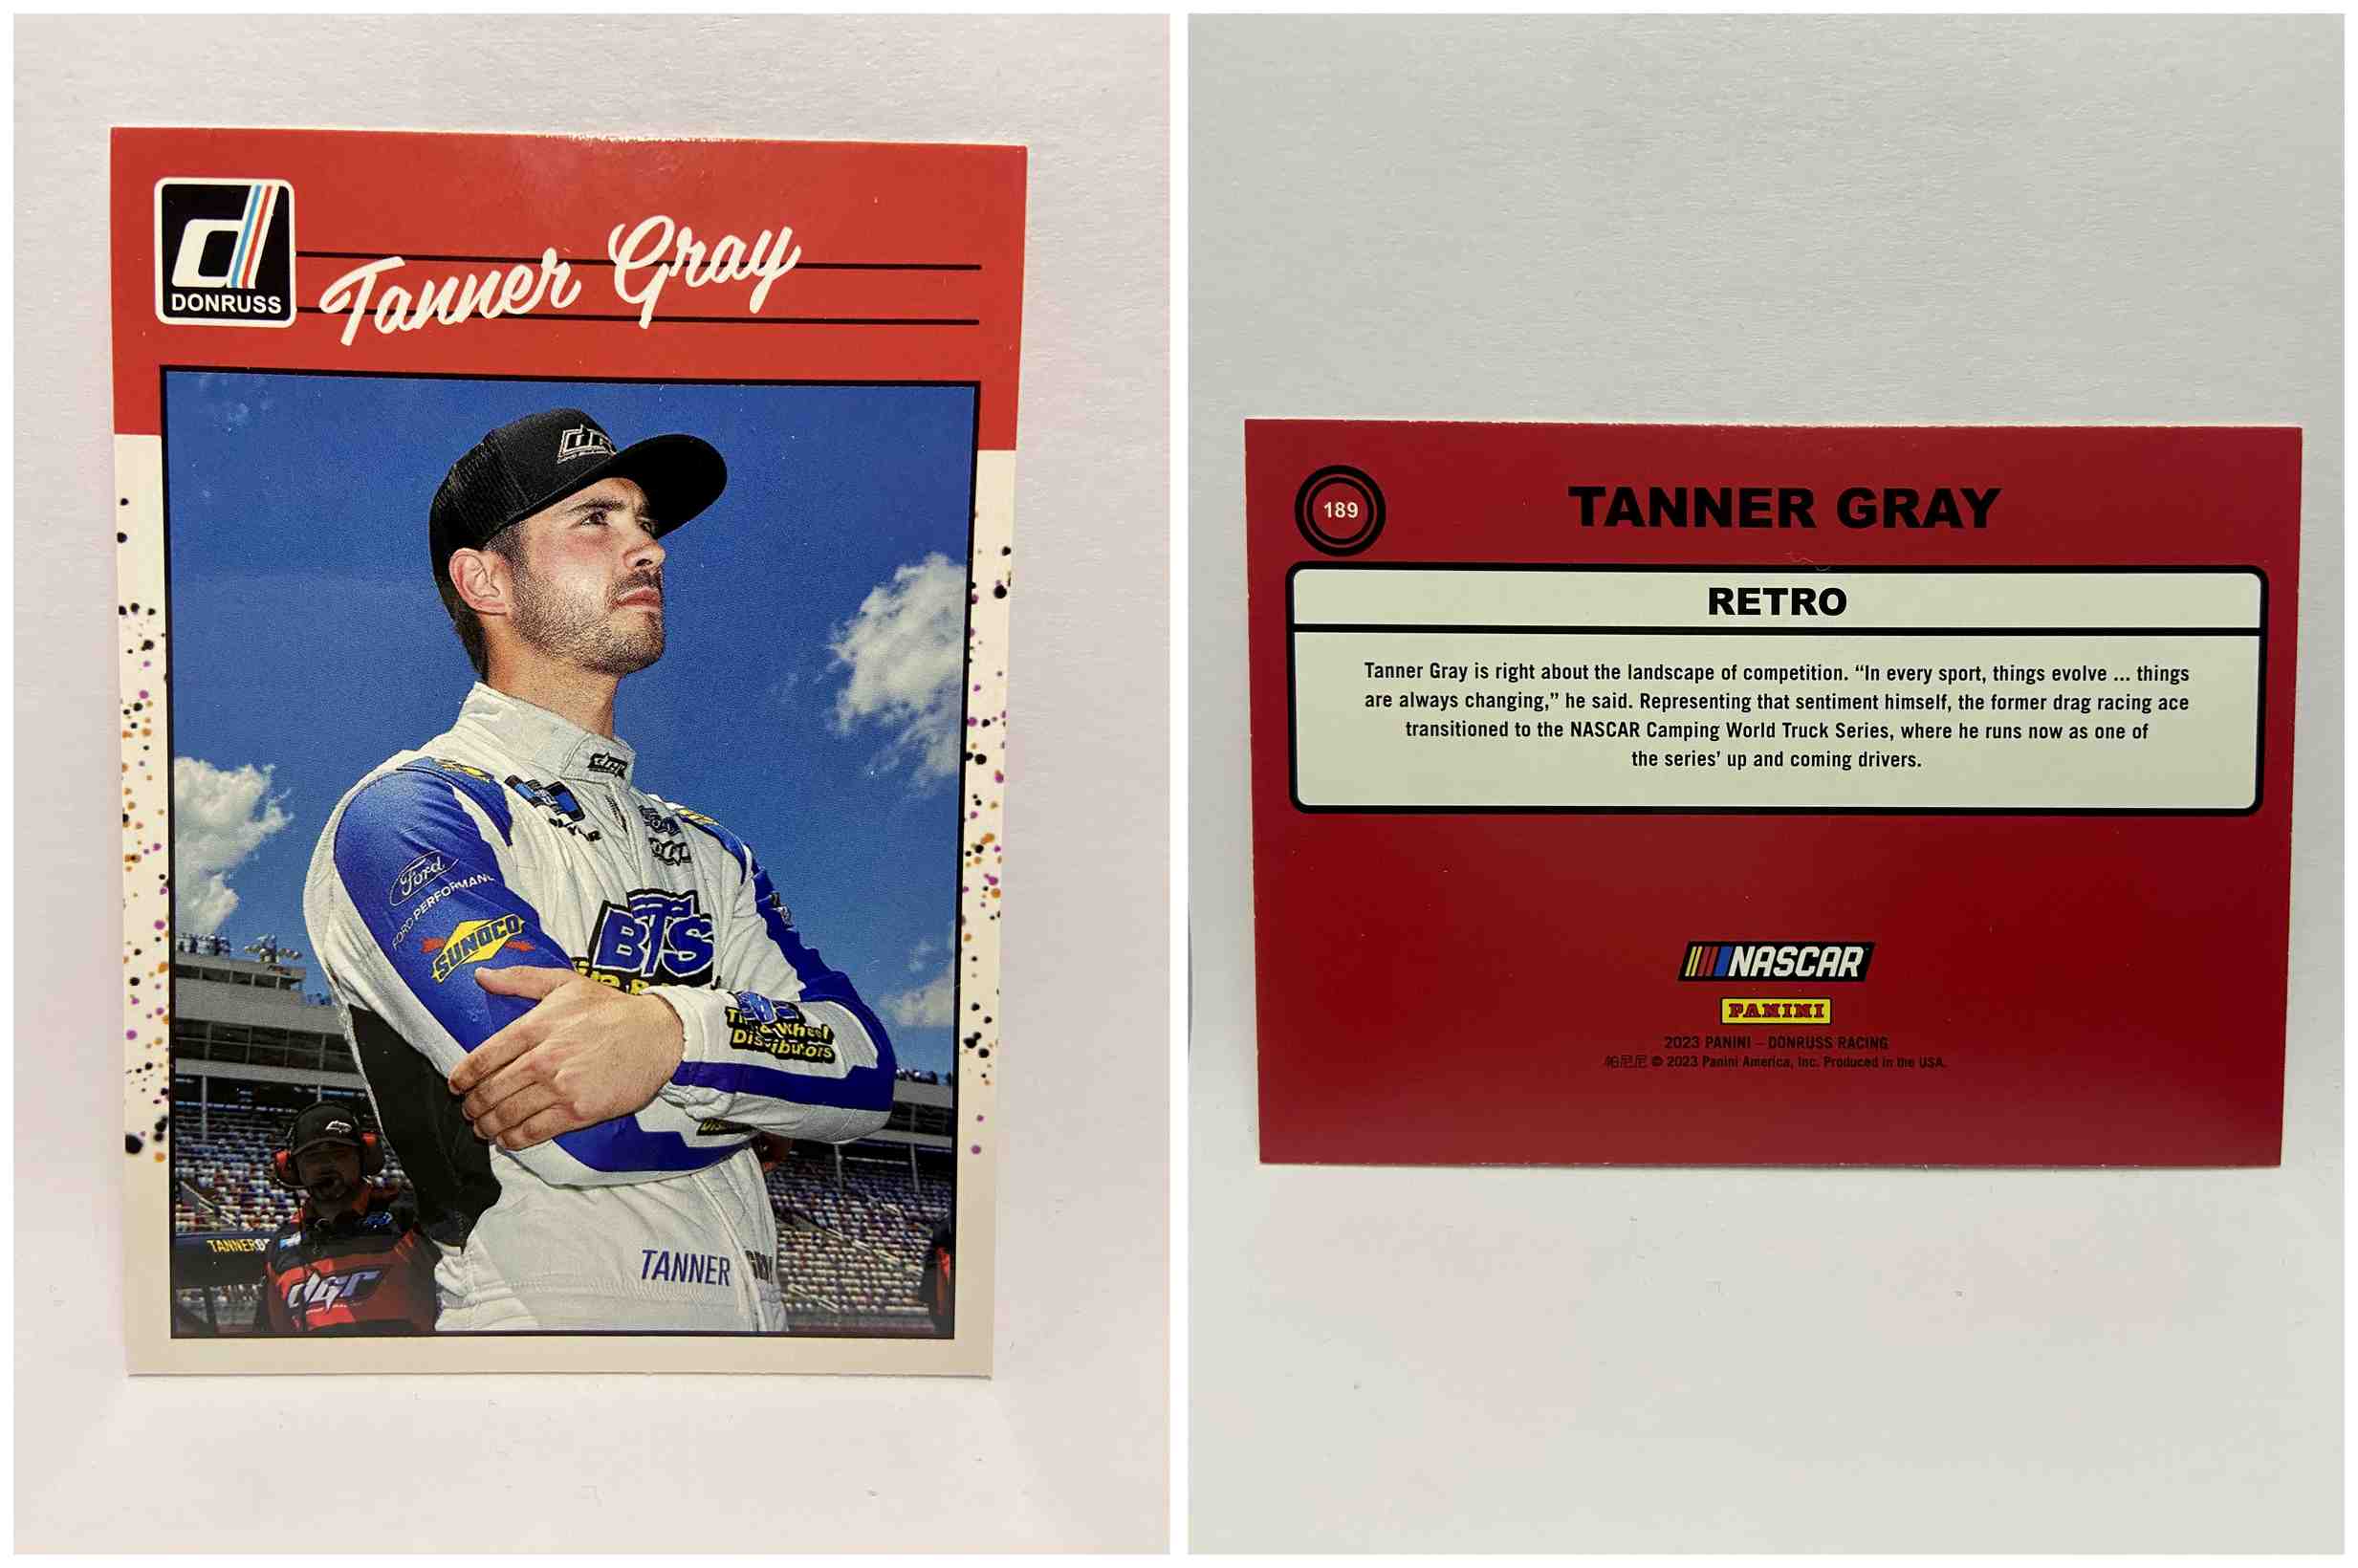 d
DONRUSS
Tanner Gray
Ford
FORD PERFORMANC
SUNOCO
BTS
Wheel
Distributors
TANNER
TANNERG
dgr
189
TANNER GRAY
RETRO
Tanner Gray is right about the landscape of competition. “In every sport, things evolve ... things
are always changing,” he said. Representing that sentiment himself, the former drag racing ace
transitioned to the NASCAR Camping World Truck Series, where he runs now as one of
the series’ up and coming drivers.
NASCAR
PANINI
2023 PANINI – DONRUSS RACING
帕尼尼 © 2023 Panini America, Inc. Produced in the USA.